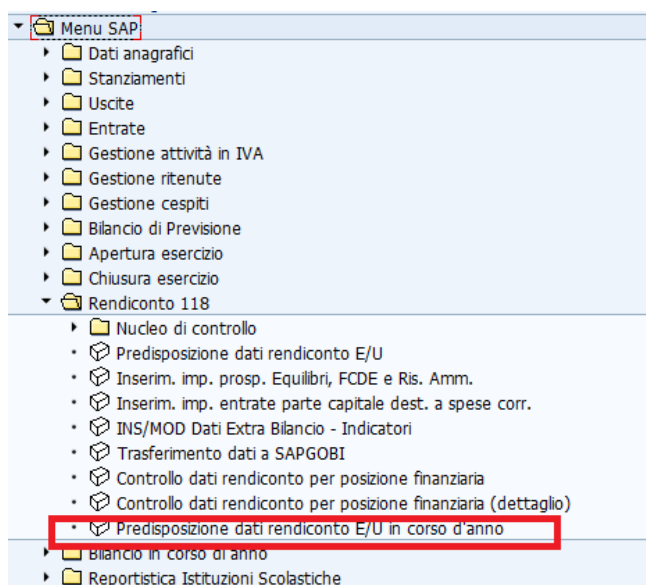 Menu SAP
Dati anagrafici
Stanziamenti
Uscite
Entrate
Gestione attività in IVA
Gestione ritenute
Gestione cespiti
Bilancio di Previsione
Apertura esercizio
Chiusura esercizio
Rendiconto 118
Nucleo di controllo
Predisposizione dati rendiconto E/U
Inserim. imp. prosp. Equilibri, FCDE e Ris. Amm.
Inserim. imp. entrate parte capitale dest. a spese corr.
INS/MOD Dati Extra Bilancio - Indicatori
Trasferimento dati a SAPGOBI
Controllo dati rendiconto per posizione finanziaria
Controllo dati rendiconto per posizione finanziaria (dettaglio)
Predisposizione dati rendiconto E/U in corso d'anno
Bilancio in corso di anno
Reportistica Istituzioni Scolastiche